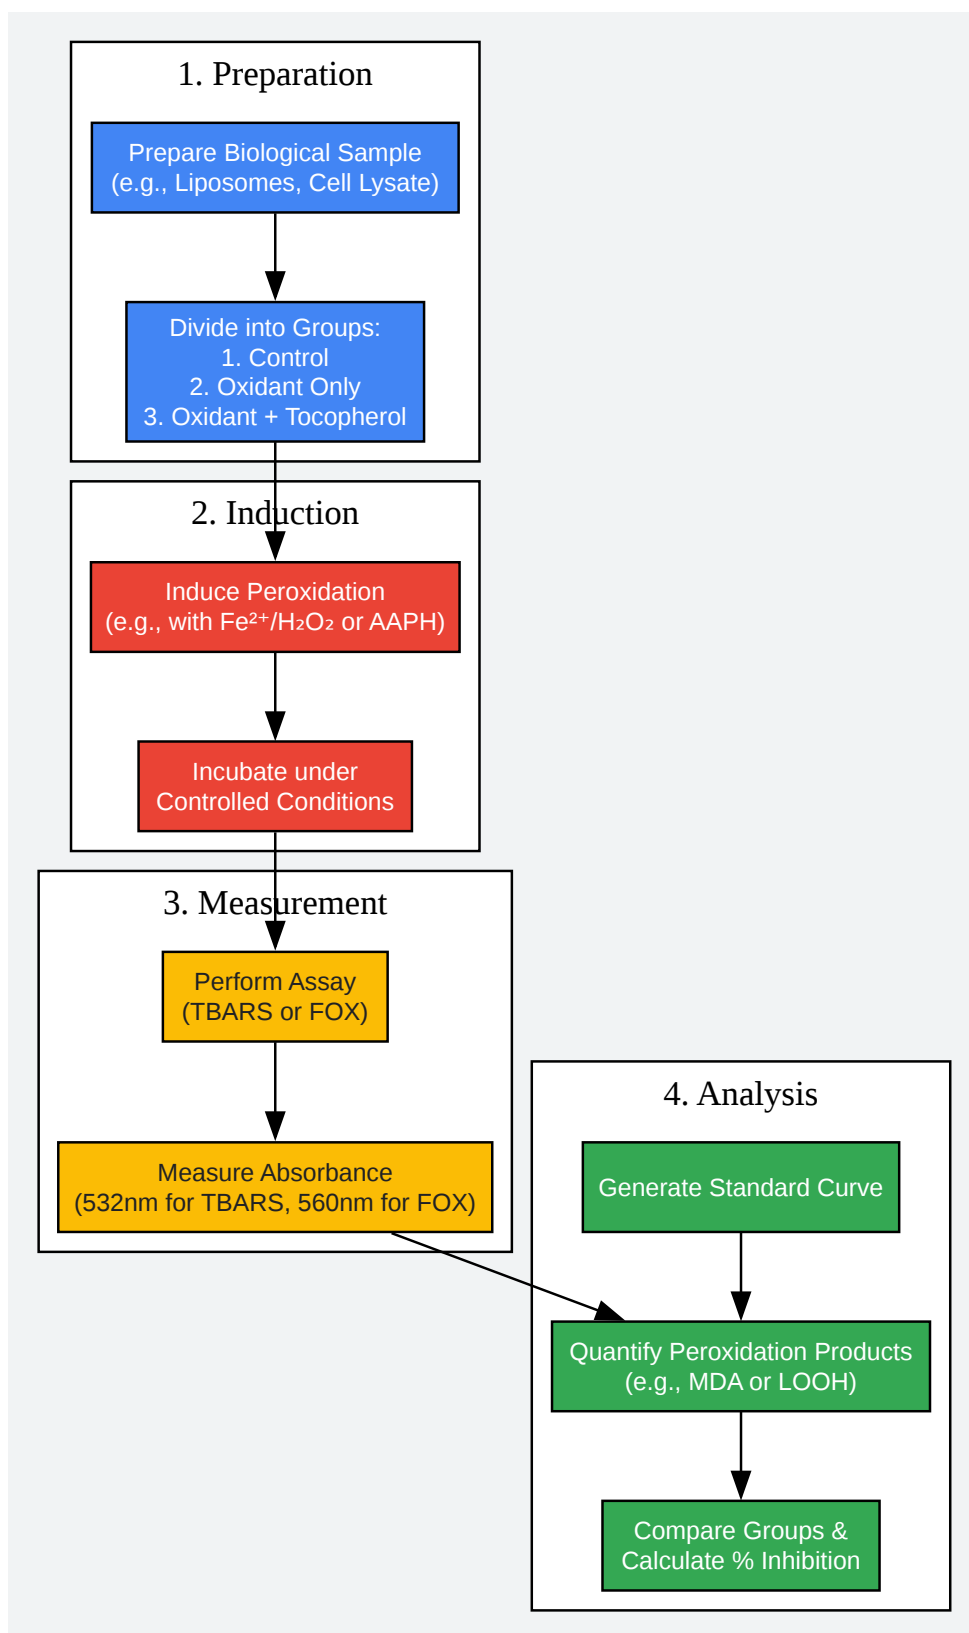 1. Preparation
Prepare Biological Sample
(e.g., Liposomes, Cell Lysate)
Divide into Groups:
1. Control
2. Oxidant Only
3. Oxidant + Tocopherol
2. Induction
Induce Peroxidation
(e.g., with Fe²⁺/H₂O₂ or AAPH)
Incubate under
Controlled Conditions
3. Measurement
Perform Assay
(TBARS or FOX)
Measure Absorbance
(532nm for TBARS, 560nm for FOX)
4. Analysis
Generate Standard Curve
Quantify Peroxidation Products
(e.g., MDA or LOOH)
Compare Groups &
Calculate % Inhibition